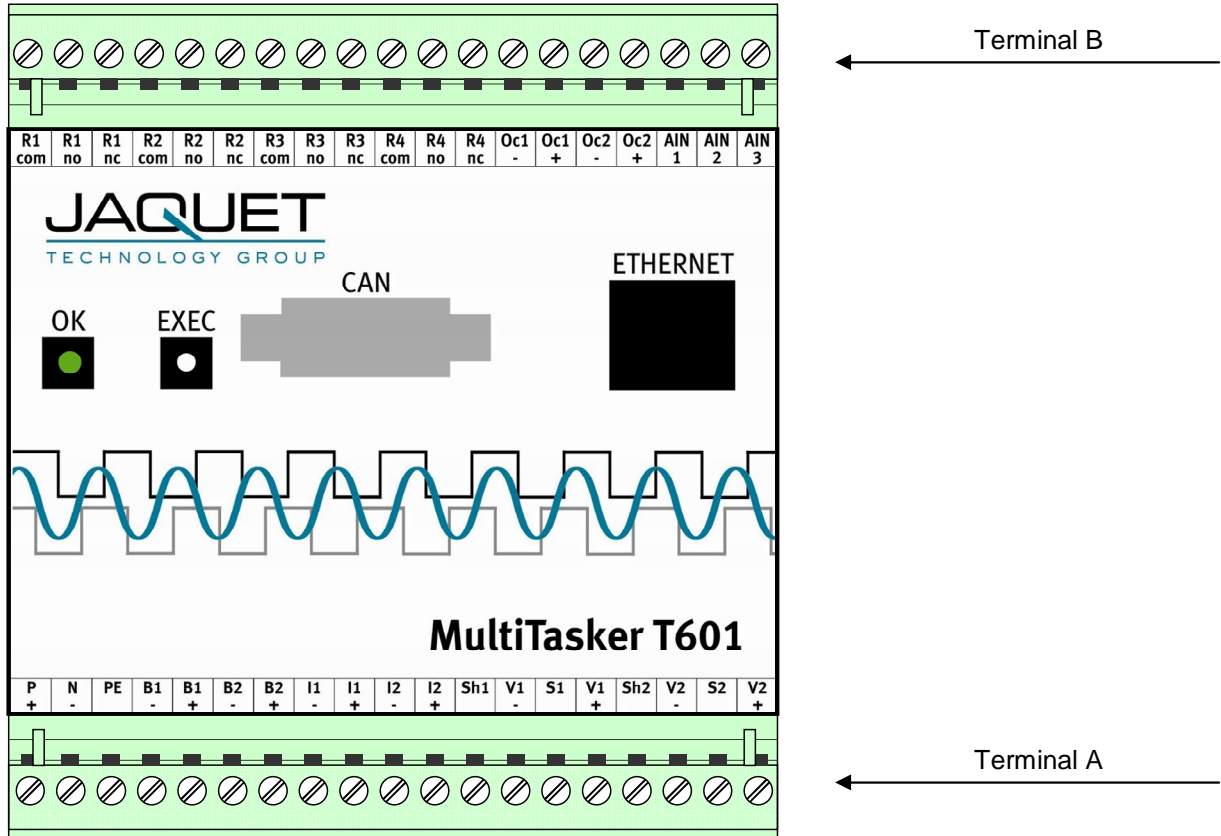 Terminal B
R1 R1 R1 R2 R2 R2 R3 R3 R3 R4 R4 R4 Oc1 Oc1 Oc2 Oc2 AIN AIN AIN
com no nc com no nc com no nc com no nc - + - + 1 2 3
JAQUET
TECHNOLOGY GROUP
ETHERNET
CAN
OK EXEC
MultiTasker T601
P N PE B1 B1 B2 B2 I1 I1 I2 I2 Sh1 V1 S1 V1 Sh2 V2 S2 V2
+ - - + - + - + - + - + - +
Terminal A